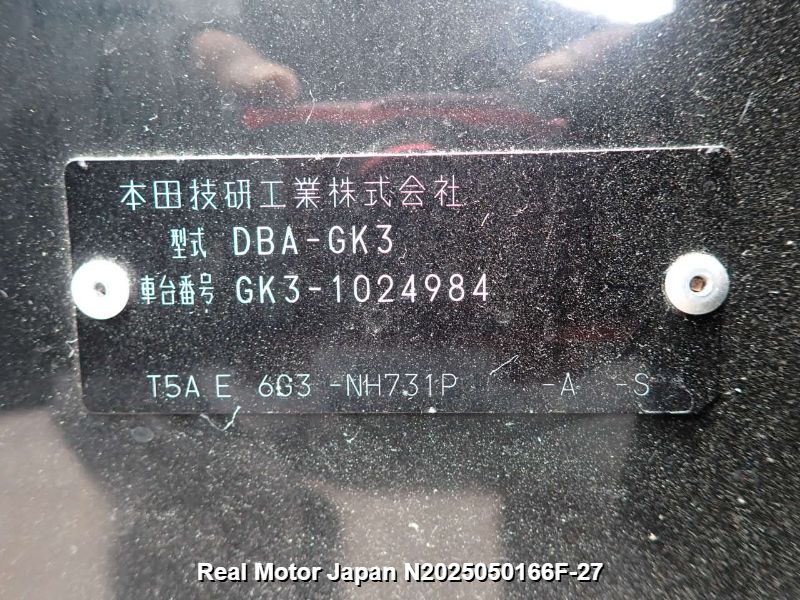 本田技研工業株式会社
型式 DBA-GK3
車台番号 GK3-1024984
T5A E 6G3 -NH731P -A -S
Real Motor Japan N2025050166F-27